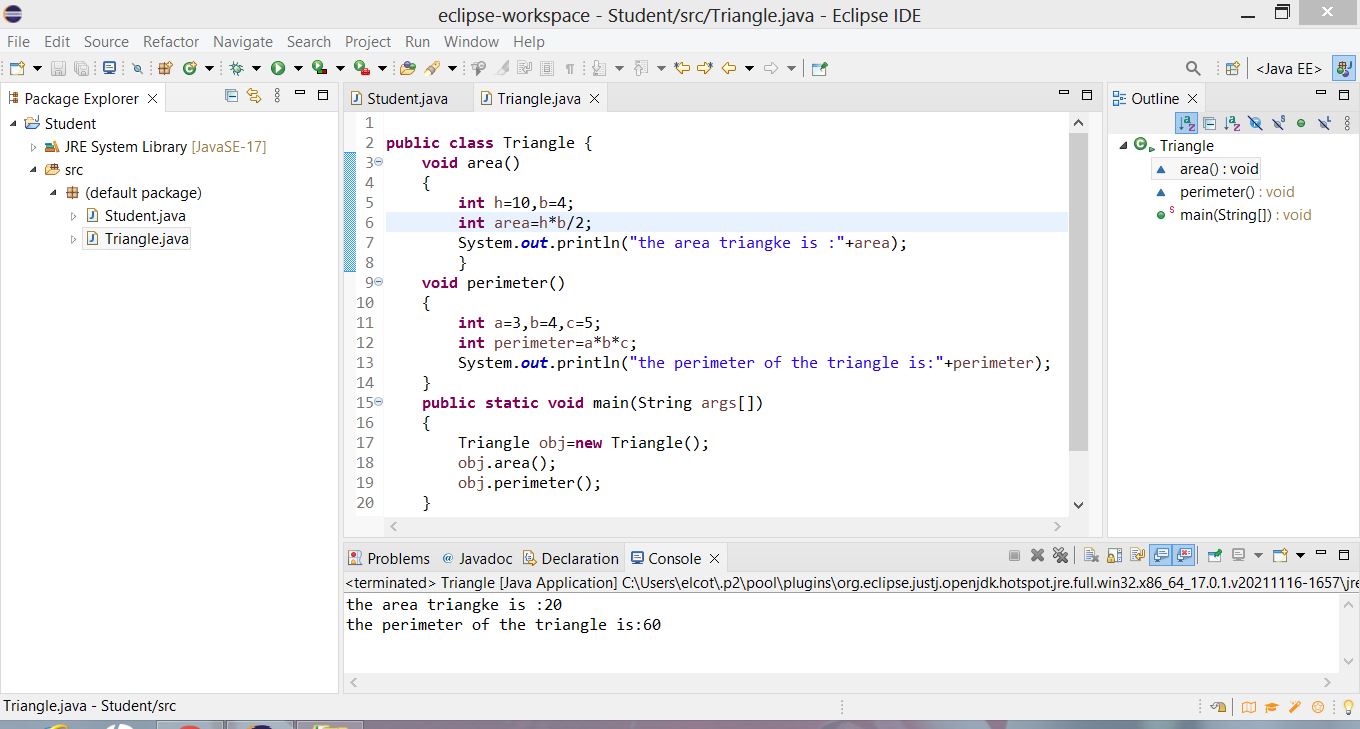 eclipse-workspace - Student/src/Triangle.java - Eclipse IDE
File Edit Source Refactor Navigate Search Project Run Window Help
<Java EE>
Package Explorer
Student
JRE System Library [JavaSE-17]
src
(default package)
Student.java
Triangle.java
Student.java Triangle.java
1
2 public class Triangle {
3 void area()
4 {
5 int h=10,b=4;
6 int area=h*b/2;
7 System.out.println("the area triangke is :"+area);
8 }
9 void perimeter()
10 {
11 int a=3,b=4,c=5;
12 int perimeter=a*b*c;
13 System.out.println("the perimeter of the triangle is:"+perimeter);
14 }
15 public static void main(String args[])
16 {
17 Triangle obj=new Triangle();
18 obj.area();
19 obj.perimeter();
20 }
Outline
Triangle
area() : void
perimeter() : void
main(String[]) : void
Problems Javadoc Declaration Console
<terminated> Triangle [Java Application] C:\Users\elcot\.p2\pool\plugins\org.eclipse.justj.openjdk.hotspot.jre.full.win32.x86_64_17.0.1.v20211116-1657\jre
the area triangke is :20
the perimeter of the triangle is:60
Triangle.java - Student/src